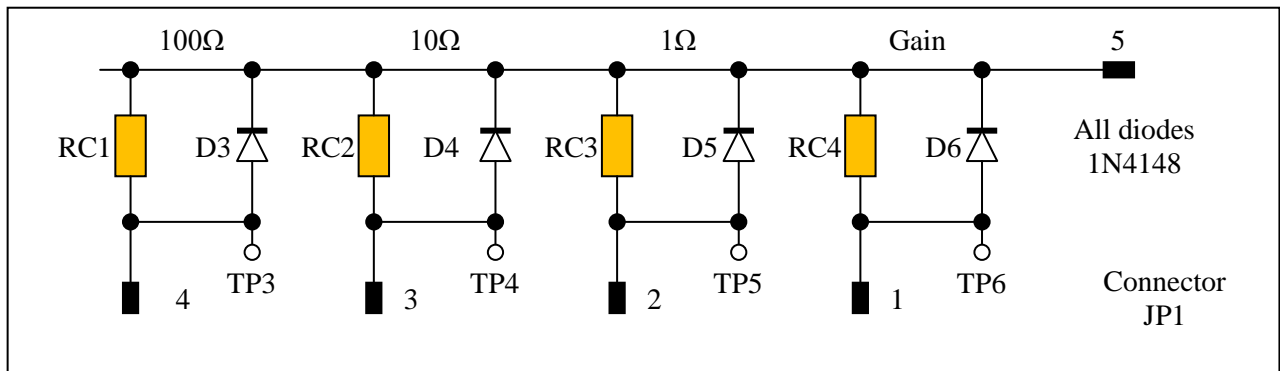 100Ω 10Ω 1Ω Gain 5
RC1 D3 RC2 D4 RC3 D5 RC4 D6
All diodes
1N4148
TP3 TP4 TP5 TP6
4 3 2 1
Connector
JP1